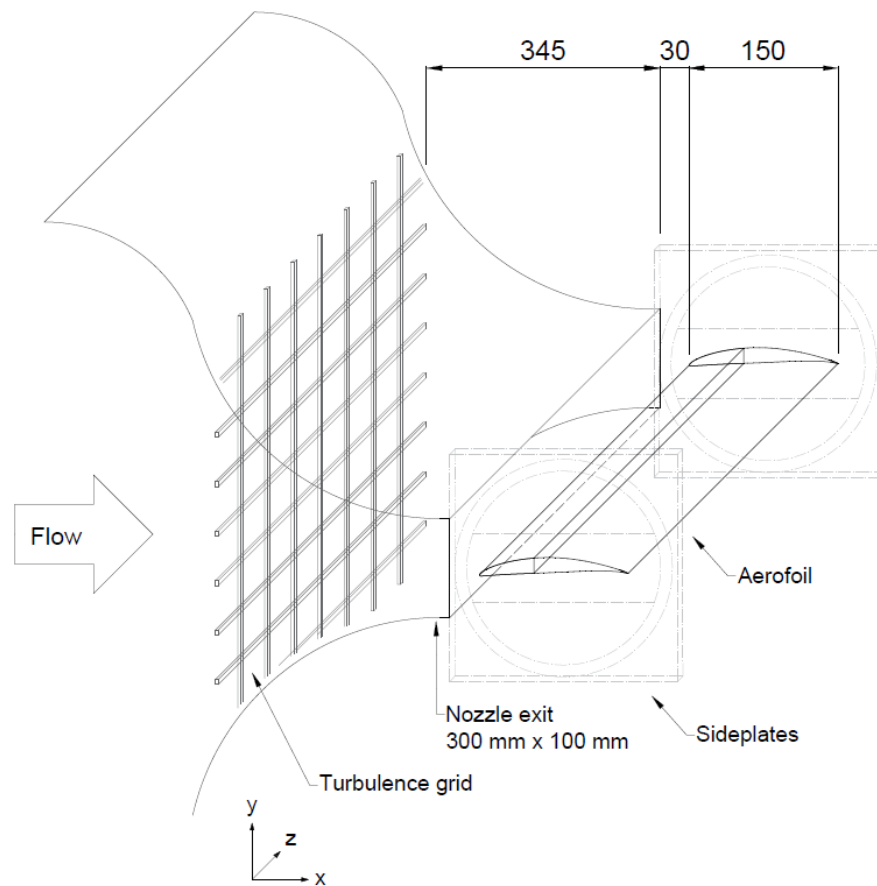 345
30
150
Flow
Aerofoil
Nozzle exit
300 mm x 100 mm
Sideplates
Turbulence grid
y
z
x